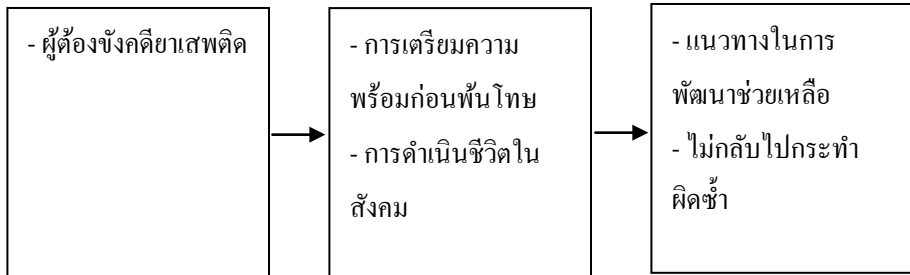 - ผู้ต้องขังคดียาเสพติด
- การเตรียมความ
พร้อมก่อนพ้นโทษ
- การดำเนินชีวิตใน
สังคม
- แนวทางในการ
พัฒนาช่วยเหลือ
- ไม่กลับไปกระทำ
ผิดซ้ำ